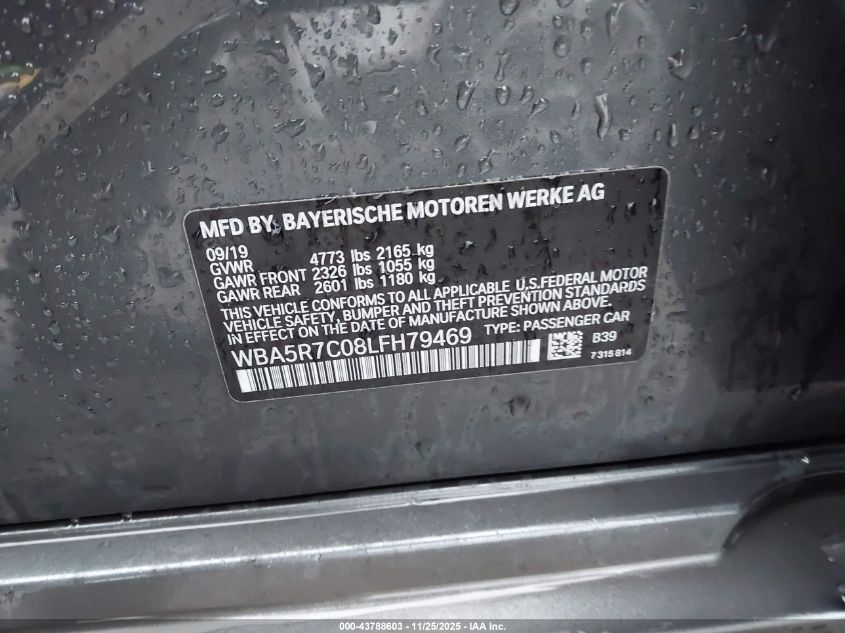 MFD BY. BAYERISCHE MOTOREN WERKE AG
09/19
GVWR 4773 lbs 2165 kg
GAWR FRONT 2326 lbs 1055 kg
GAWR REAR 2601 lbs 1180 kg
THIS VEHICLE CONFORMS TO ALL APPLICABLE U.S.FEDERAL MOTOR
VEHICLE SAFETY, BUMPER AND THEFT PREVENTION STANDARDS
IN EFFECT ON THE DATE OF MANUFACTURE SHOWN ABOVE.
WBA5R7C08LFH79469 TYPE: PASSENGER CAR
B39
7315814
000-43788603 - 11/25/2025 - IAA Inc.